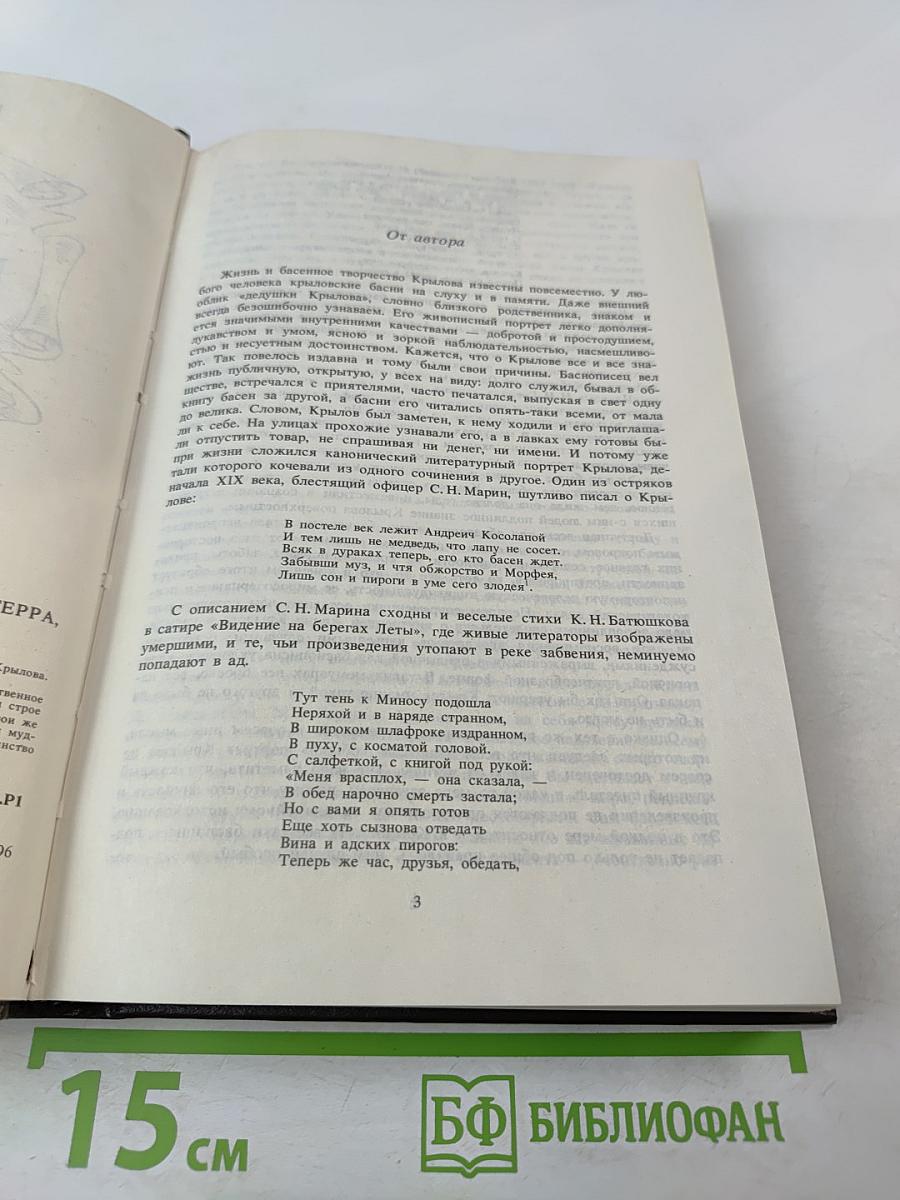 ТЕРРА,
Крылова.
твенное
и строе
рои же
муд-
инство
.Р1
96
От автора
Жизнь и басенное творчество Крылова известны повсеместно. У лю-
бого человека крыловские басни на слуху и в памяти. Даже внешний
облик «дедушки Крылова», словно близкого родственника, знаком и
всегда безошибочно узнаваем. Его живописный портрет легко дополня-
ется значимыми внутренними качествами — добротой и простодушием,
лукавством и умом, ясною и зоркой наблюдательностью, насмешливо-
стью и несуетным достоинством. Кажется, что о Крылове все и все зна-
ют. Так повелось издавна и тому были свои причины. Баснописец вел
жизнь публичную, открытую, у всех на виду: долго служил, бывал в об-
ществе, встречался с приятелями, часто печатался, выпуская в свет одну
книгу басен за другой, а басни его читались опять-таки всеми, от мала
до велика. Словом, Крылов был заметен, к нему ходили и его приглаша-
ли к себе. На улицах прохожие узнавали его, а в лавках ему готовы бы-
ли отпустить товар, не спрашивая ни денег, ни имени. И потому уже
при жизни сложился канонический литературный портрет Крылова, де-
тали которого кочевали из одного сочинения в другое. Один из остряков
начала XIX века, блестящий офицер С. Н. Марин, шутливо писал о Кры-
лове:
В постеле век лежит Андреич Косолапой
И тем лишь не медведь, что лапу не сосет.
Всяк в дураках теперь, его кто басен ждет.
Забывши муз, и чтя обжорство и Морфея,
Лишь сон и пироги в уме сего злодея¹.
С описанием С. Н. Марина сходны и веселые стихи К. Н. Батюшкова
в сатире «Видение на берегах Леты», где живые литераторы изображены
умершими, и те, чьи произведения утопают в реке забвения, неминуемо
попадают в ад.
Тут тень к Миносу подошла
Неряхой и в наряде странном,
В широком шлафроке издранном,
В пуху, с косматой головой.
С салфеткой, с книгой под рукой:
«Меня врасплох, — она сказала, —
В обед нарочно смерть застала;
Но с вами я опять готов
Еще хоть сызнова отведать
Вина и адских пирогов:
Теперь же час, друзья, обедать,
3
15 см
БФ БИБЛИОФАН